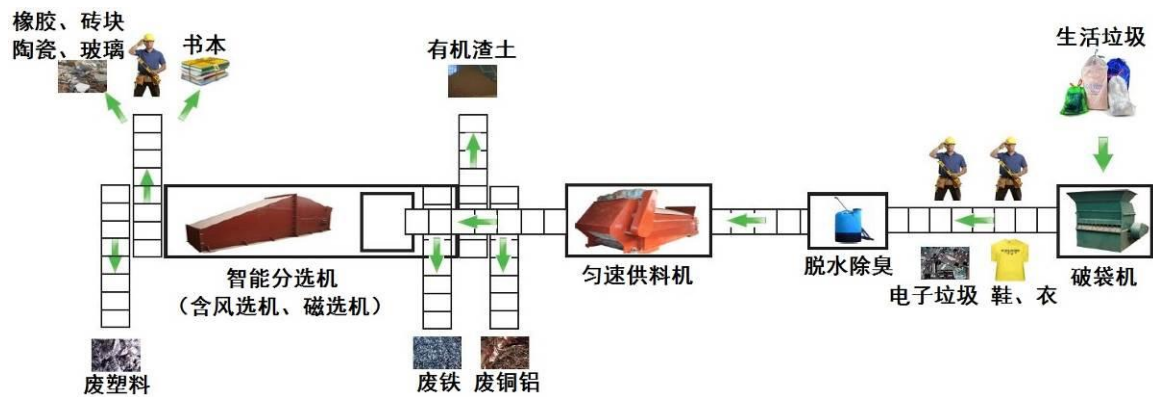 橡胶、砖块
陶瓷、玻璃
书本
有机渣土
生活垃圾
智能分选机
（含风选机、磁选机）
匀速供料机
脱水除臭
电子垃圾
鞋、衣
破袋机
废塑料
废铁
废铜铝